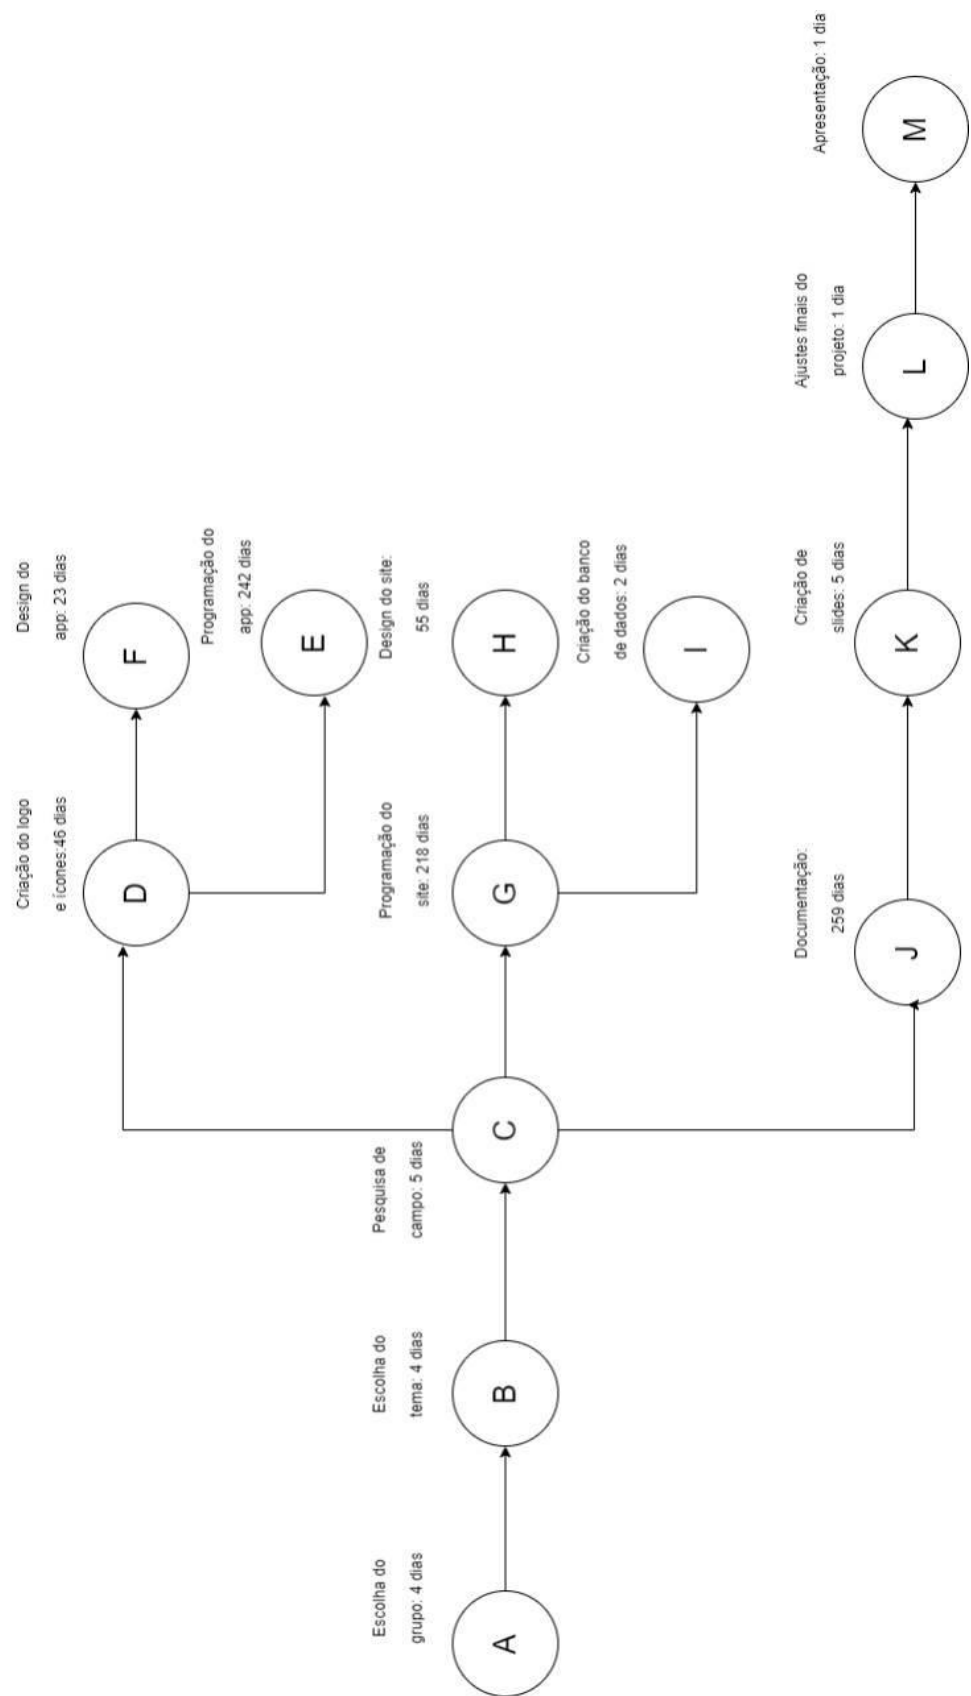 Escolha do
grupo: 4 dias
A
Escolha do
tema: 4 dias
B
Pesquisa de
campo: 5 dias
C
Criação do logo
e ícones:46 dias
D
Design do
app: 23 dias
F
Programação do
app: 242 dias
E
Programação do
site: 218 dias
G
Design do site:
55 dias
H
Criação do banco
de dados: 2 dias
I
Documentação:
259 dias
J
Criação de
slides: 5 dias
K
Ajustes finais do
projeto: 1 dia
L
Apresentação: 1 dia
M